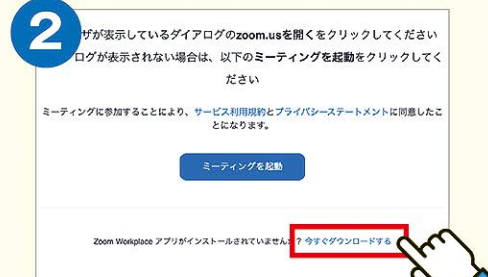 2
ザが表示しているダイアログのzoom.usを開くをクリックしてください
ログが表示されない場合は、以下のミーティングを起動をクリックしてく
ださい
ミーティングに参加することにより、サービス利用規約とプライバシーステートメントに同意したこ
とになります。
ミーティングを起動
Zoom Workplace アプリがインストールされていません ? 今すぐダウンロードする